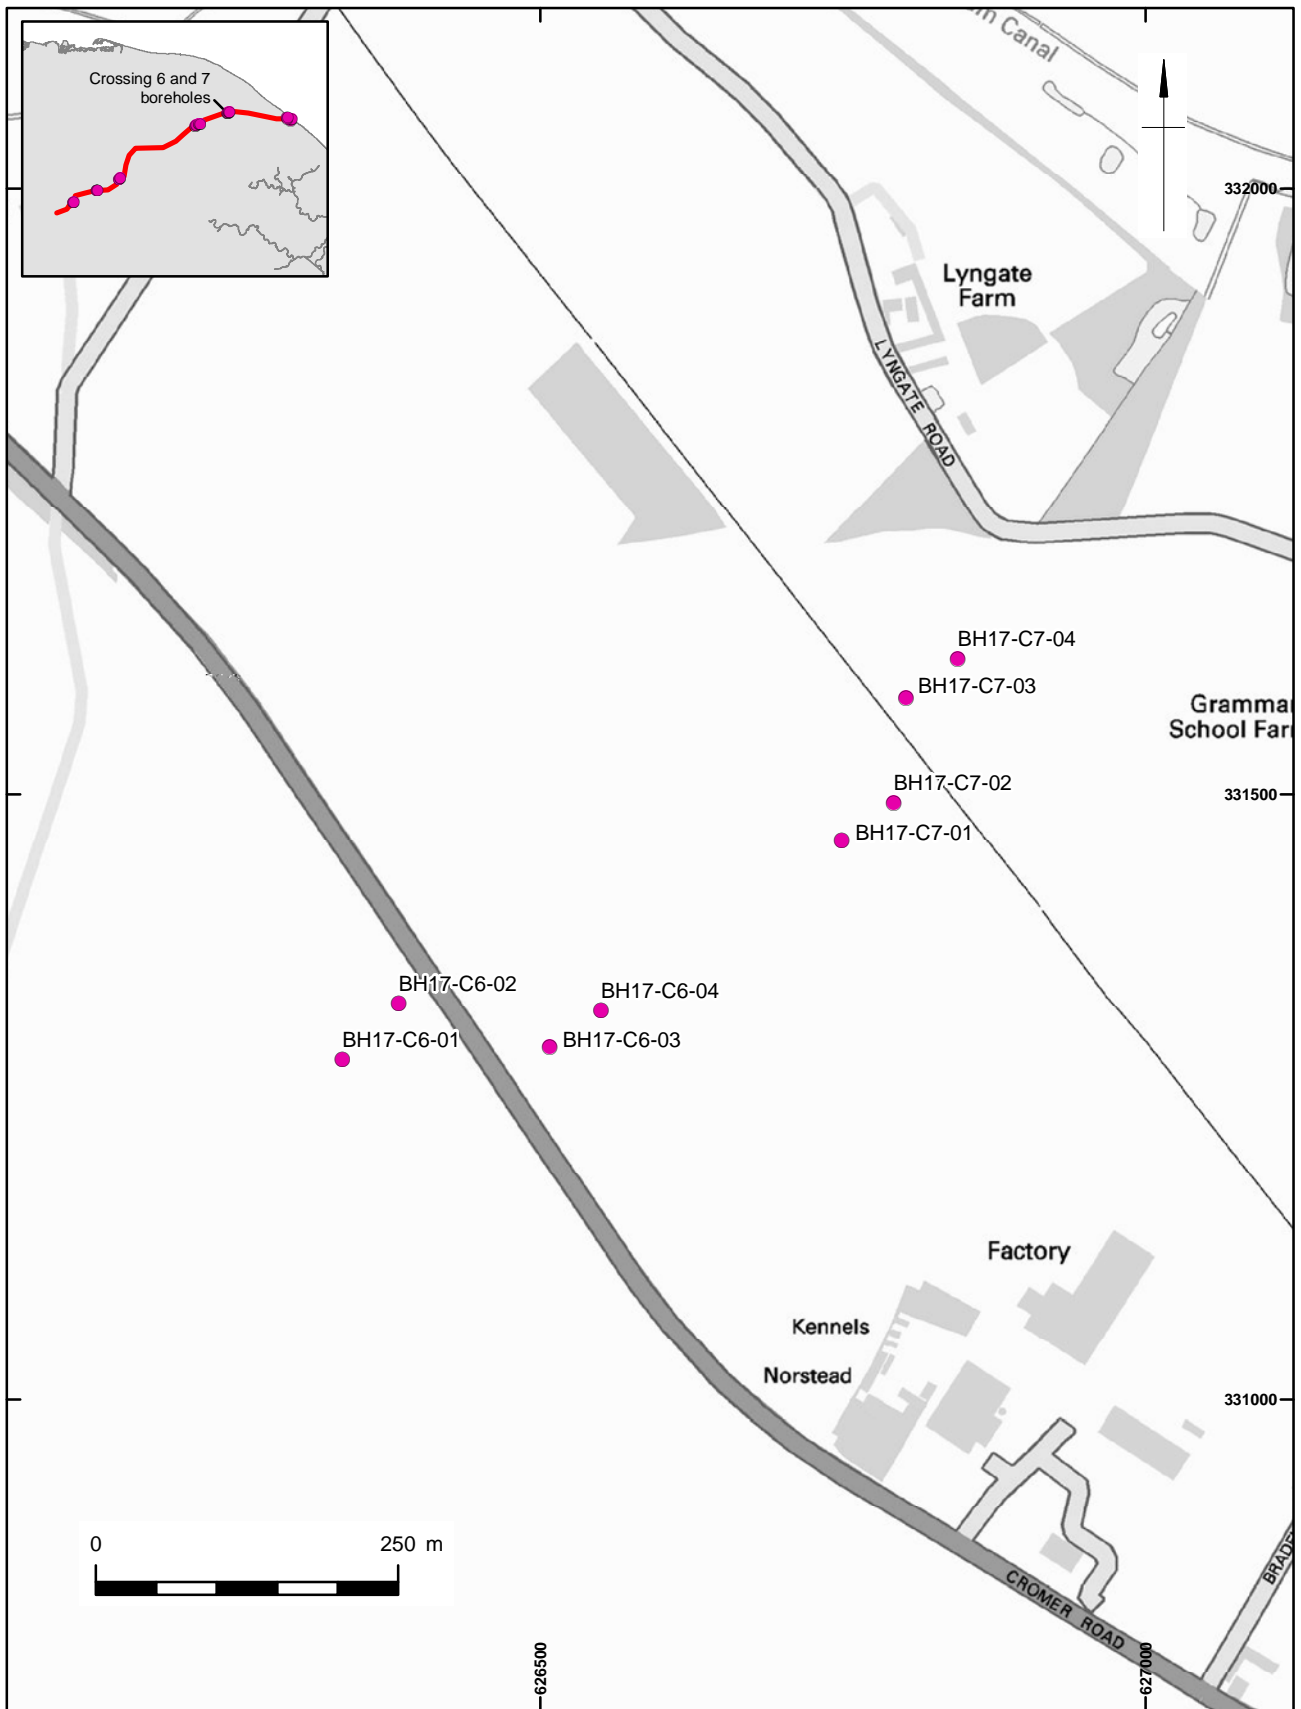 Canal
Crossing 6 and 7
boreholes
332000
Lyngate
Farm
LYNGATE ROAD
BH17-C7-04
BH17-C7-03
Grammar
School Far
BH17-C7-02
331500
BH17-C7-01
BH17-C6-02
BH17-C6-04
BH17-C6-03
BH17-C6-01
Factory
Kennels
Norstead
331000
0 250 m
CROMER ROAD
626500
627000